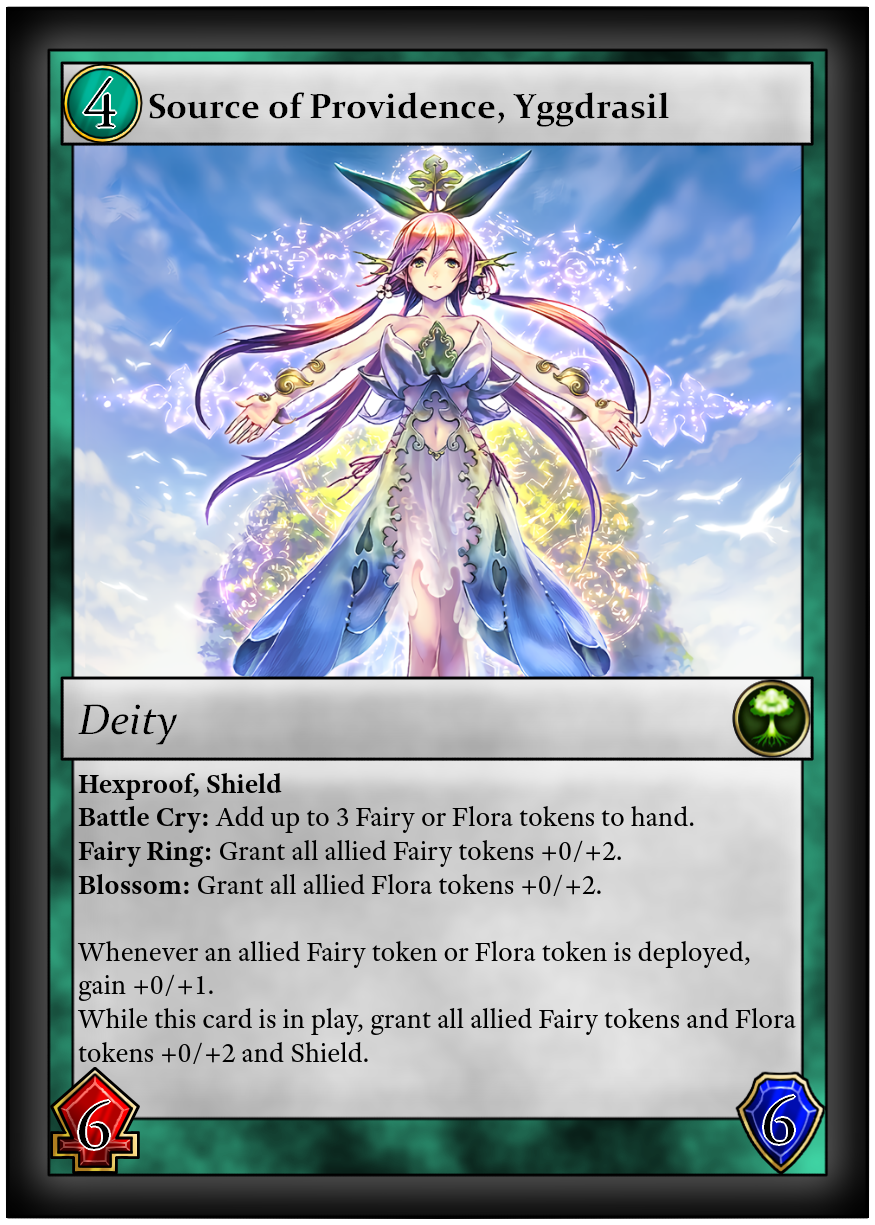 4
Source of Providence, Yggdrasil
Deity
Hexproof, Shield
Battle Cry: Add up to 3 Fairy or Flora tokens to hand.
Fairy Ring: Grant all allied Fairy tokens +0/+2.
Blossom: Grant all allied Flora tokens +0/+2.
Whenever an allied Fairy token or Flora token is deployed,
gain +0/+1.
While this card is in play, grant all allied Fairy tokens and Flora
tokens +0/+2 and Shield.
6
6